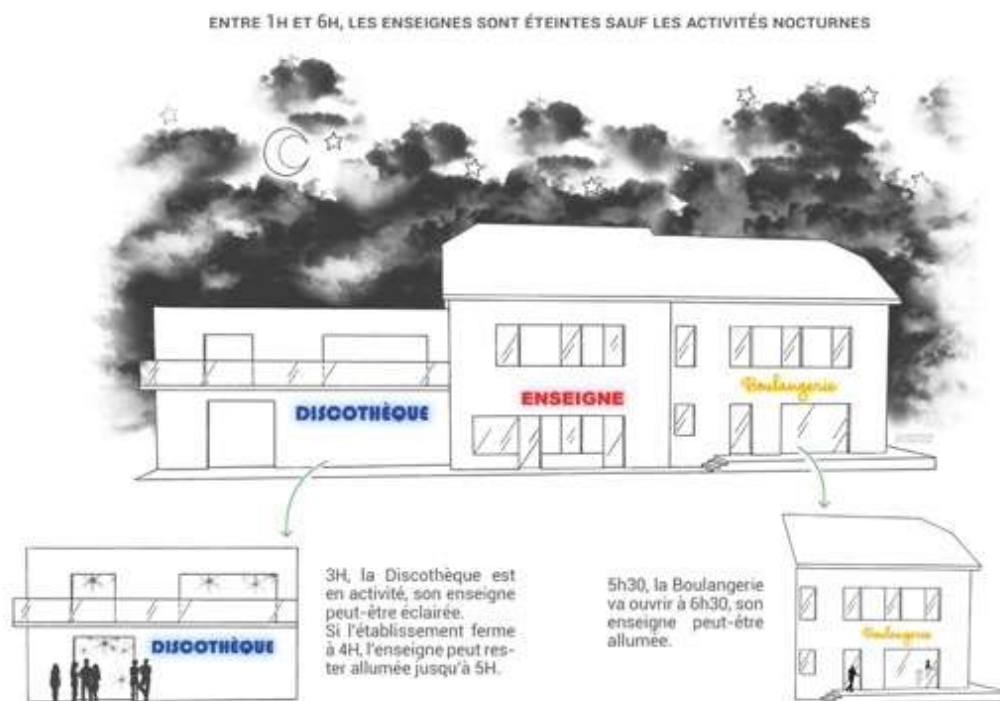 ENTRE 1H ET 6H, LES ENSEIGNES SONT ÉTEINTES SAUF LES ACTIVITÉS NOCTURNES
DISCOTHÈQUE
ENSEIGNE
Boulangerie
3H, la Discothèque est
en activité, son enseigne
peut-être éclairée.
Si l'établissement ferme
à 4H, l'enseigne peut res-
ter allumée jusqu'à 5H.
5h30, la Boulangerie
va ouvrir à 6h30, son
enseigne peut-être
allumée.
DISCOTHÈQUE
Boulangerie